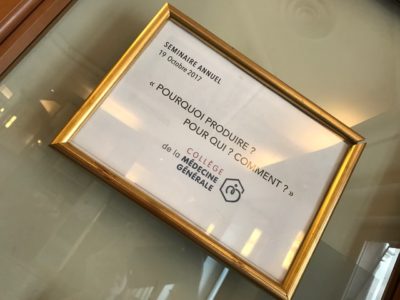 SEMINAIRE ANNUEL
19 Octobre 2017
« POURQUOI PRODUIRE ?
POUR QUI ? COMMENT ? »
COLLÈGE
de la MÉDECINE
GÉNÉRALE